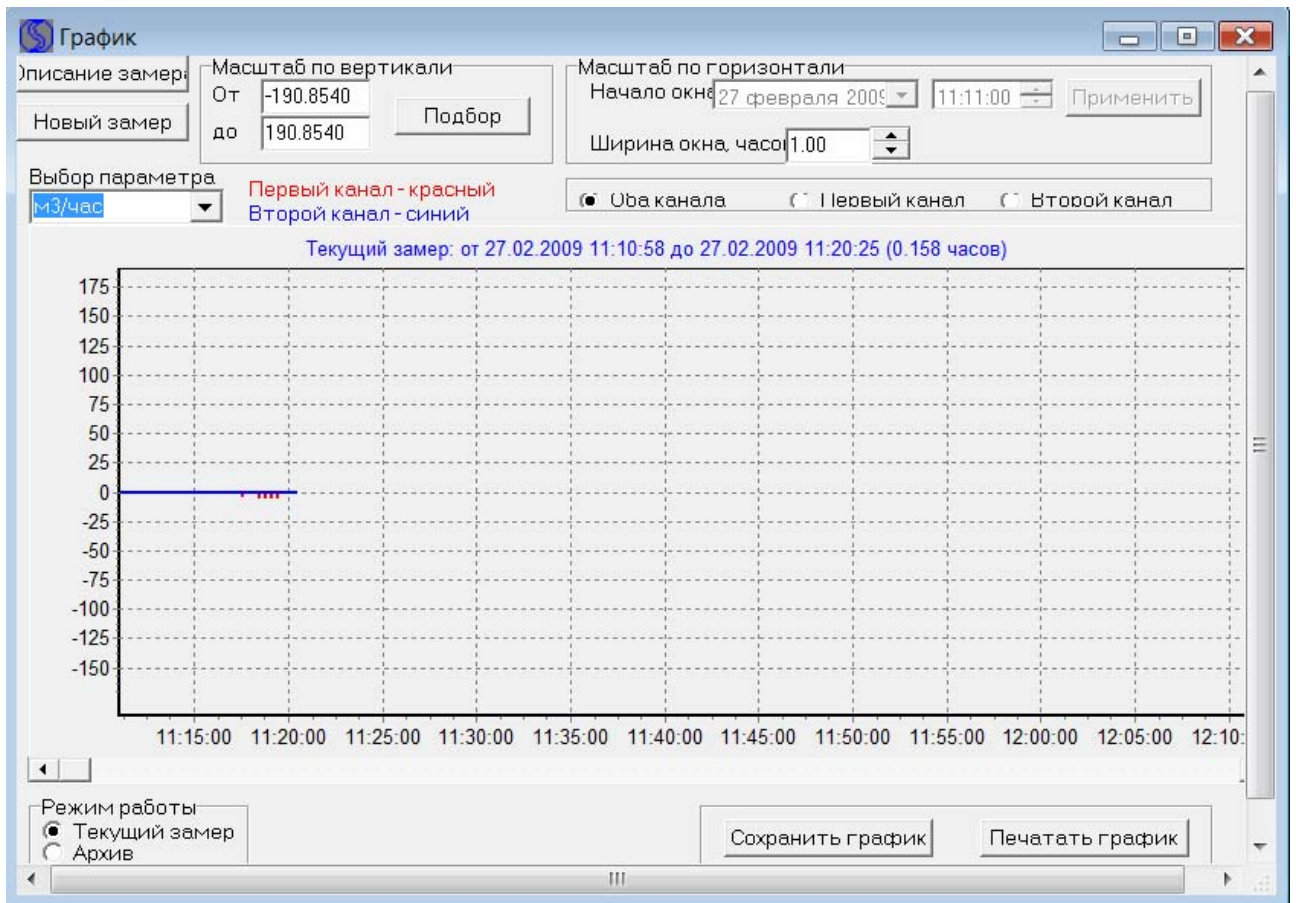 График
Описание замера
Масштаб по вертикали
Масштаб по горизонтали
От -190.8540
Начало окна 27 февраля 2009 11:11:00 Применить
Новый замер
до 190.8540
Подбор
Ширина окна, часов 1.00
Выбор параметра
м3/час
Первый канал - красный
Второй канал - синий
Оба канала Первый канал Второй канал
Текущий замер: от 27.02.2009 11:10:58 до 27.02.2009 11:20:25 (0.158 часов)
175
150
125
100
75
50
25
0
-25
-50
-75
-100
-125
-150
11:15:00 11:20:00 11:25:00 11:30:00 11:35:00 11:40:00 11:45:00 11:50:00 11:55:00 12:00:00 12:05:00 12:10:
Режим работы
Текущий замер
Архив
Сохранить график
Печатать график